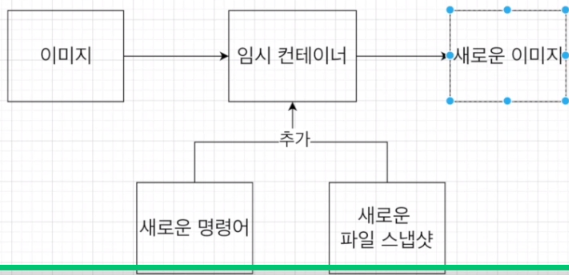 이미지
임시 컨테이너
새로운 이미지
추가
새로운 명령어
새로운
파일 스냅샷